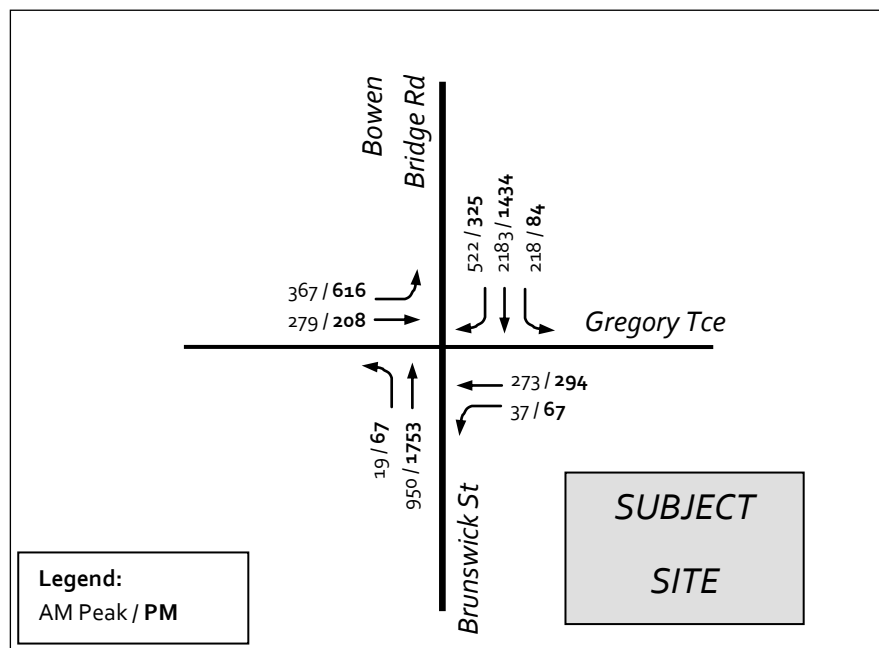 Bowen
Bridge Rd
522 / 325
2183 / 1434
218 / 84
367 / 616
279 / 208
Gregory Tce
273 / 294
37 / 67
19 / 67
950 / 1753
Brunswick St
SUBJECT
SITE
Legend:
AM Peak / PM